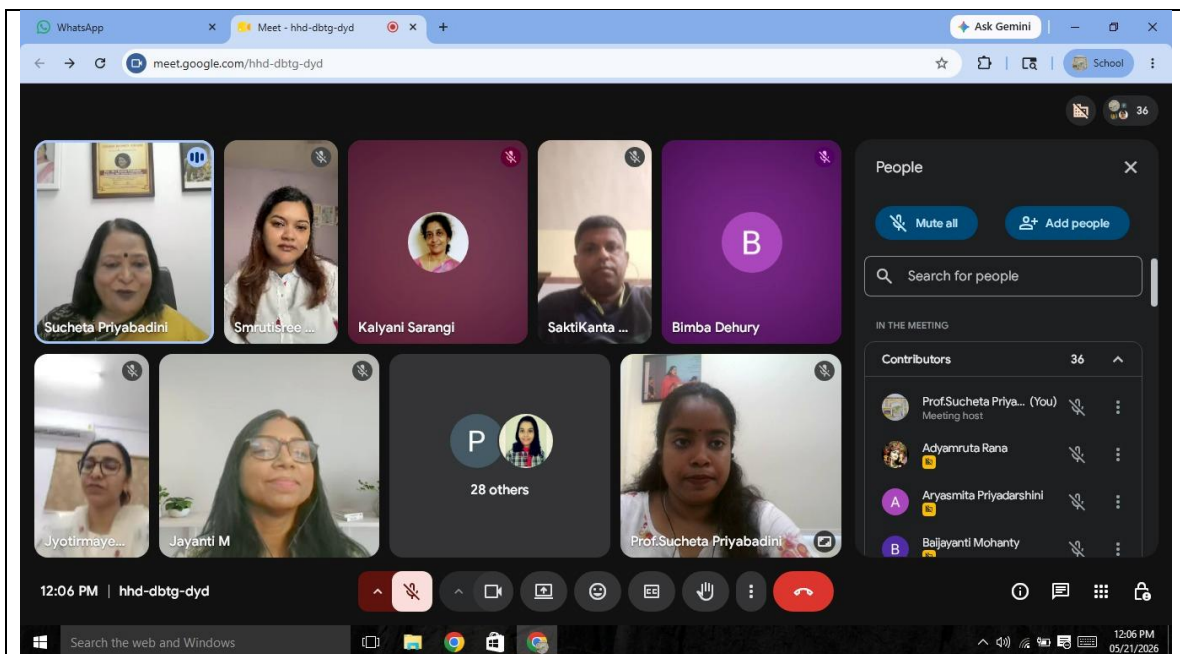 WhatsApp
Meet - hhd-dbtg-dyd
Ask Gemini
meet.google.com/hhd-dbtg-dyd
School
36
Sucheta Priyabadini
Smrutisree ...
Kalyani Sarangi
SaktiKanta ...
B
Bimba Dehury
Jyotirmaye...
Jayanti M
P
28 others
Prof.Sucheta Priyabadini
People
Mute all
Add people
Search for people
IN THE MEETING
Contributors 36
Prof.Sucheta Priya... (You)
Meeting host
Adyamruta Rana
A
Aryasmita Priyadarshini
B
Baijayanti Mohanty
12:06 PM | hhd-dbtg-dyd
CC
Search the web and Windows
12:06 PM
05/21/2026